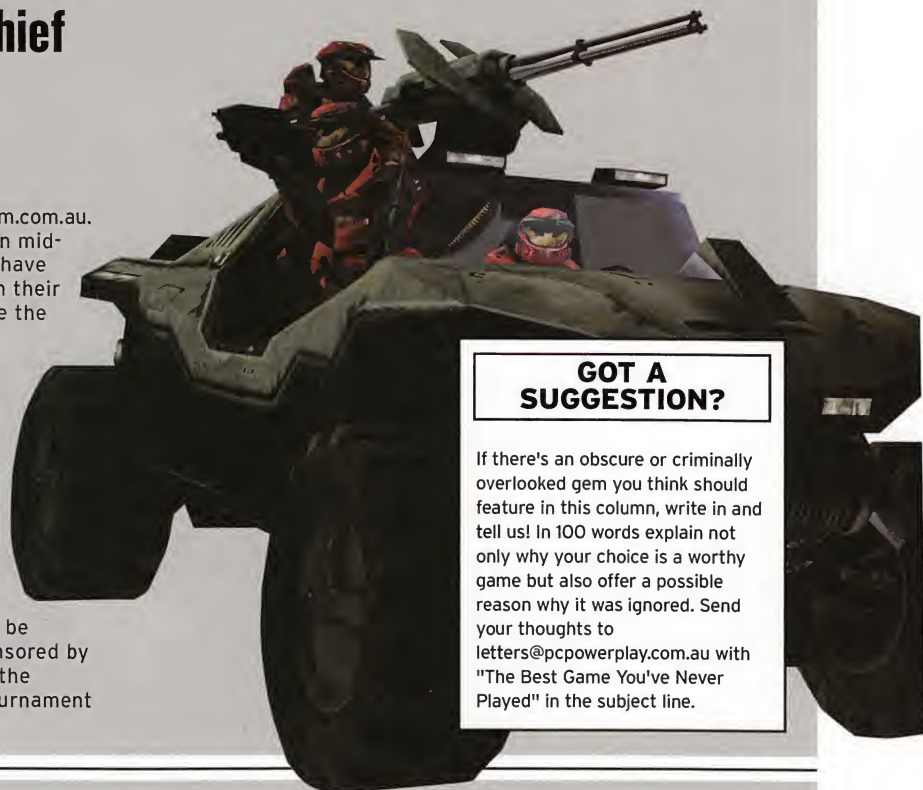 hief
m.com.au.
n mid-
have
n their
e the
be
nsored by
the
urnament
GOT A
SUGGESTION?
If there's an obscure or criminally
overlooked gem you think should
feature in this column, write in and
tell us! In 100 words explain not
only why your choice is a worthy
game but also offer a possible
reason why it was ignored. Send
your thoughts to
letters@pcpowerplay.com.au with
"The Best Game You've Never
Played" in the subject line.